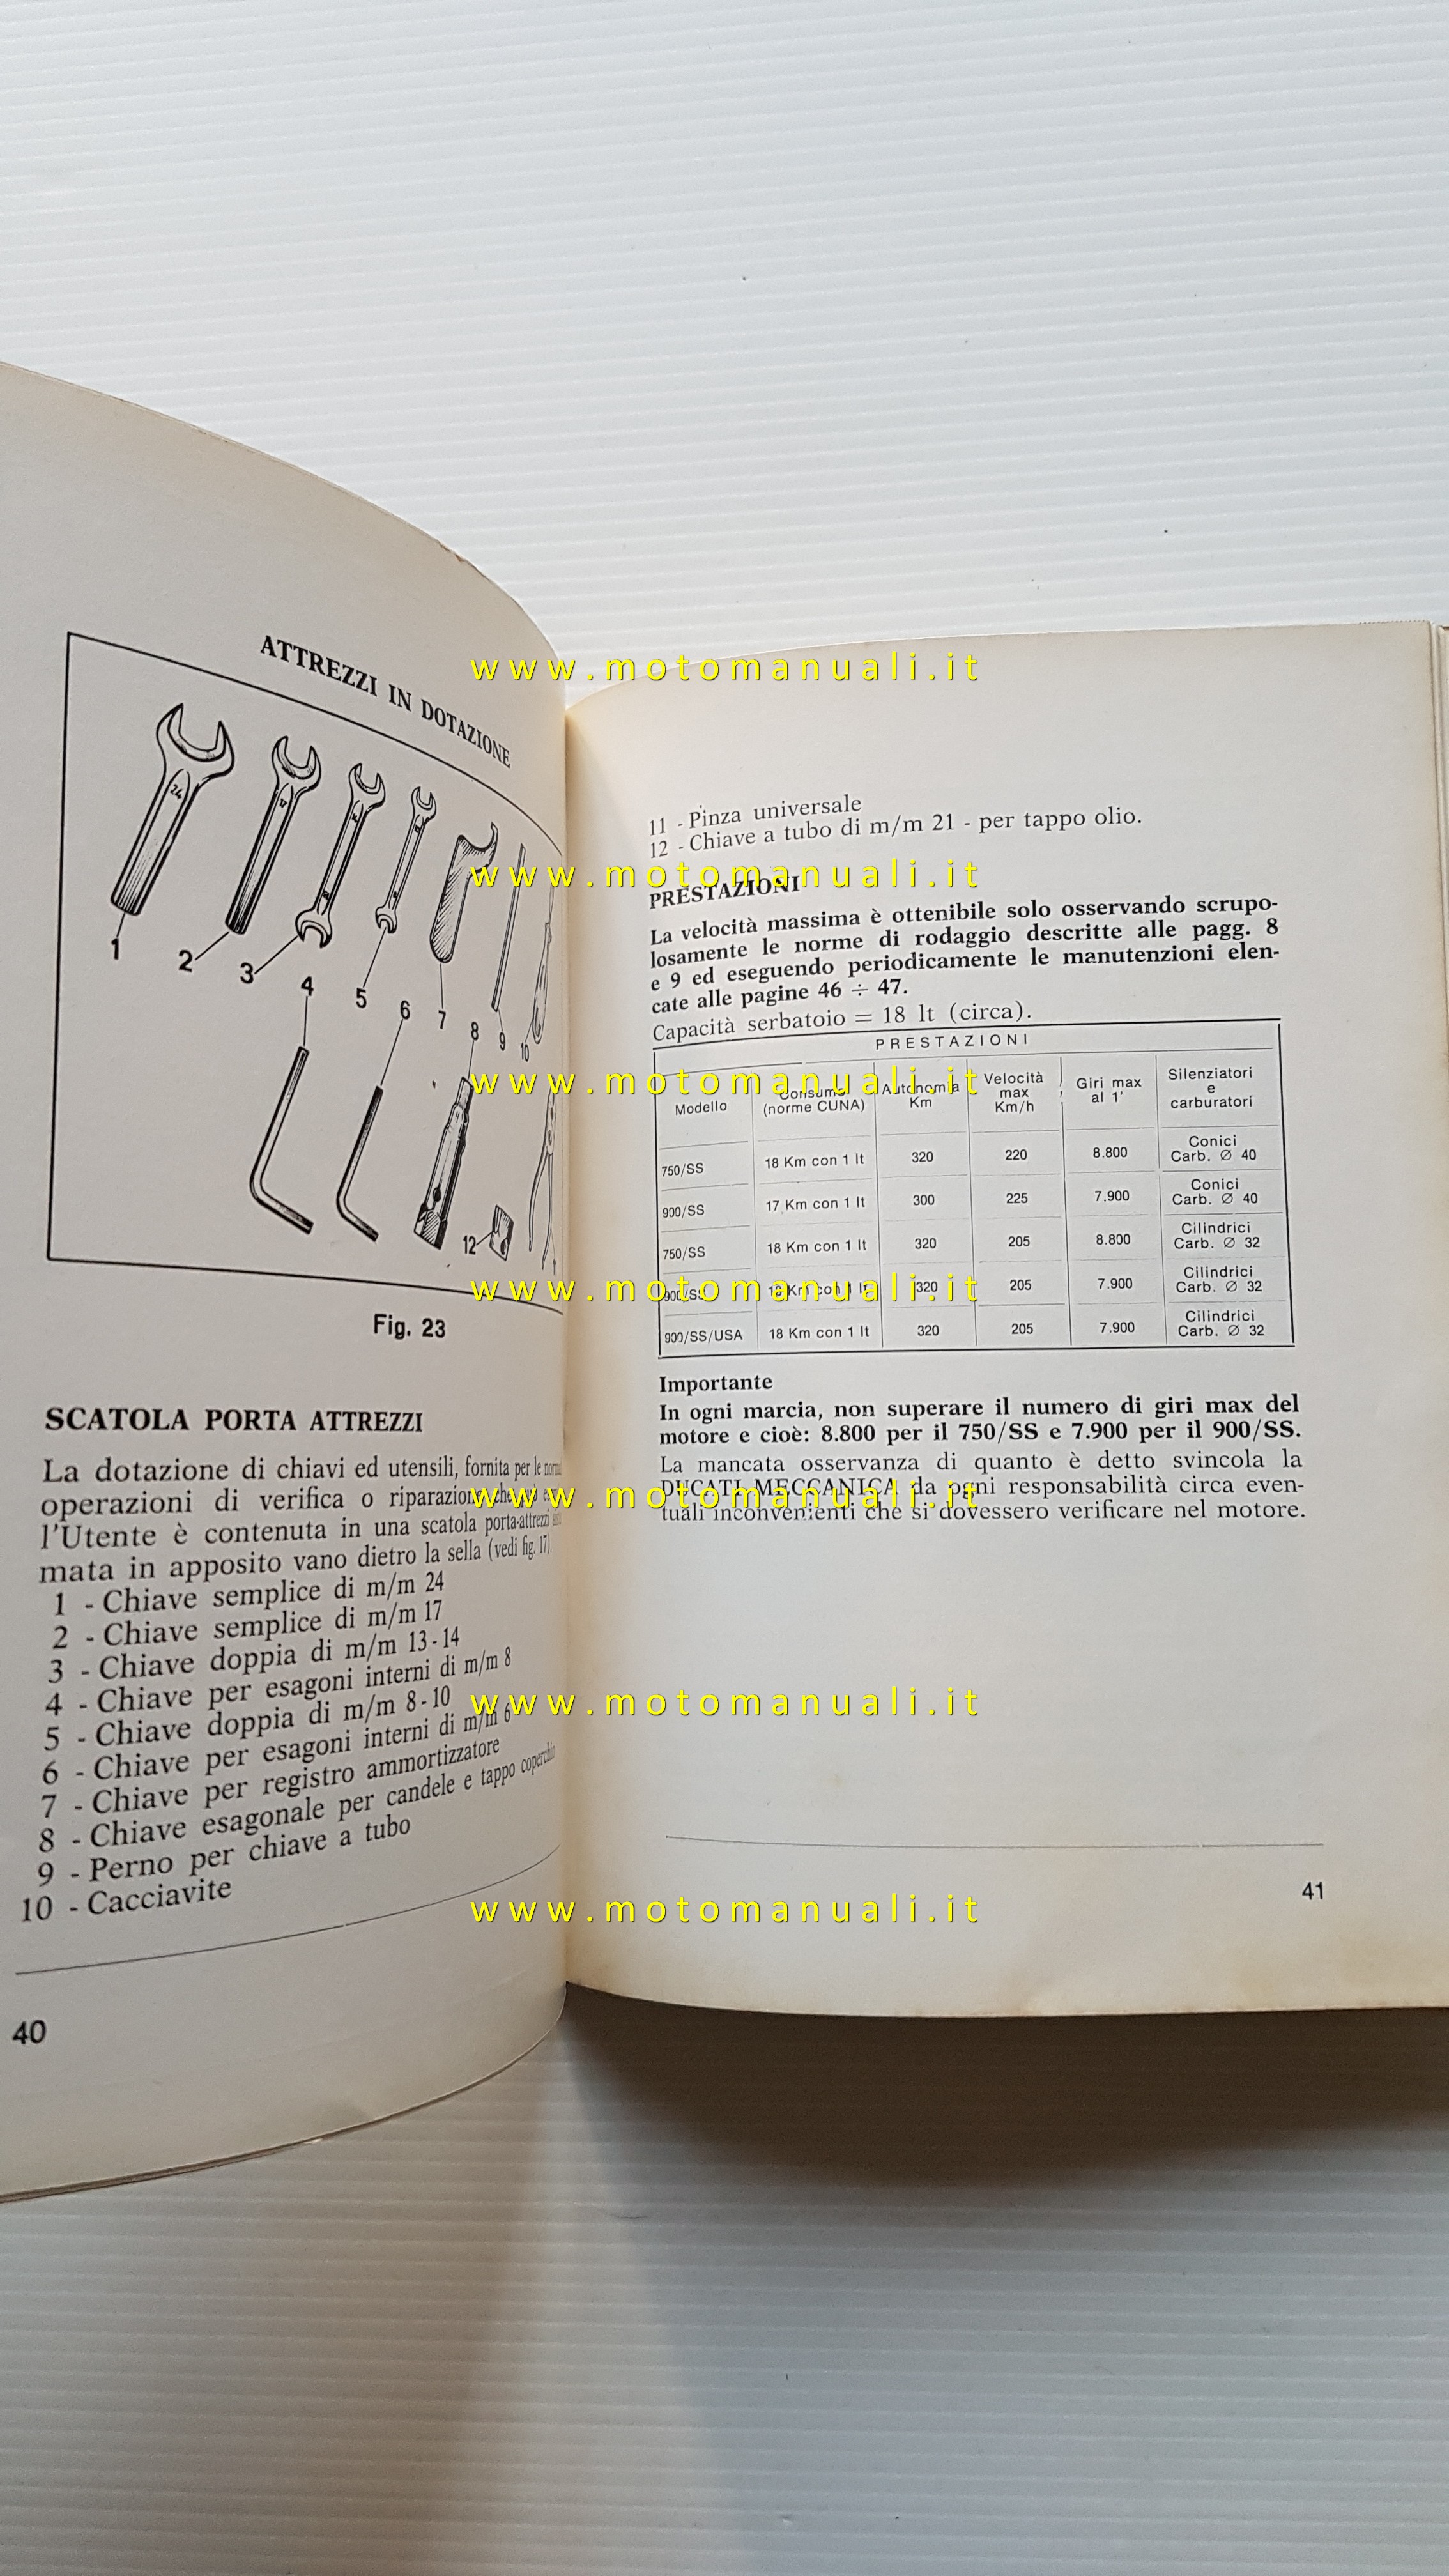 ATTREZZI IN DOTAZIONE
24
17
1
2
3
4
5
6
7
8
9
10
12
11
Fig. 23
SCATOLA PORTA ATTREZZI
La dotazione di chiavi ed utensili, fornita per le
operazioni di verifica o riparazion
l'Utente è contenuta in una scatola porta-attrezzi
mata in apposito vano dietro la sella (vedi fig. 17).
1 - Chiave semplice di m/m 24
2 - Chiave semplice di m/m 17
3 - Chiave doppia di m/m 13-14
4 - Chiave per esagoni interni di m/m 8
5 - Chiave doppia di m/m 8-10
6 - Chiave per esagoni interni di m/m 6
7 - Chiave per registro ammortizzatore
8 - Chiave esagonale per candele e tappo coperchio
9 - Perno per chiave a tubo
10 - Cacciavite
40
11 - Pinza universale
12 - Chiave a tubo di m/m 21 - per tappo olio.
PRESTAZIONI
La velocità massima è ottenibile solo osservando scrupo-
losamente le norme di rodaggio descritte alle pagg. 8
e 9 ed eseguendo periodicamente le manutenzioni elen-
cate alle pagine 46 ÷ 47.
Capacità serbatoio = 18 lt (circa).
PRESTAZIONI
Modello Consumo (norme CUNA) Autonomia Km Velocità max Km/h Giri max al 1' Silenziatori e carburatori
750/SS 18 Km con 1 lt 320 220 8.800 Conici Carb. Ø 40
900/SS 17 Km con 1 lt 300 225 7.900 Conici Carb. Ø 40
750/SS 18 Km con 1 lt 320 205 8.800 Cilindrici Carb. Ø 32
900/SS 18 Km con 1 lt 320 205 7.900 Cilindrici Carb. Ø 32
900/SS/USA 18 Km con 1 lt 320 205 7.900 Cilindrici Carb. Ø 32
Importante
In ogni marcia, non superare il numero di giri max del
motore e cioè: 8.800 per il 750/SS e 7.900 per il 900/SS.
La mancata osservanza di quanto è detto svincola la
DUCATI MECCANICA da ogni responsabilità circa even-
tuali inconvenienti che si dovessero verificare nel motore.
41
www.motomanuali.it
www.motomanuali.it
www.motomanuali.it
www.motomanuali.it
www.motomanuali.it
www.motomanuali.it
www.motomanuali.it